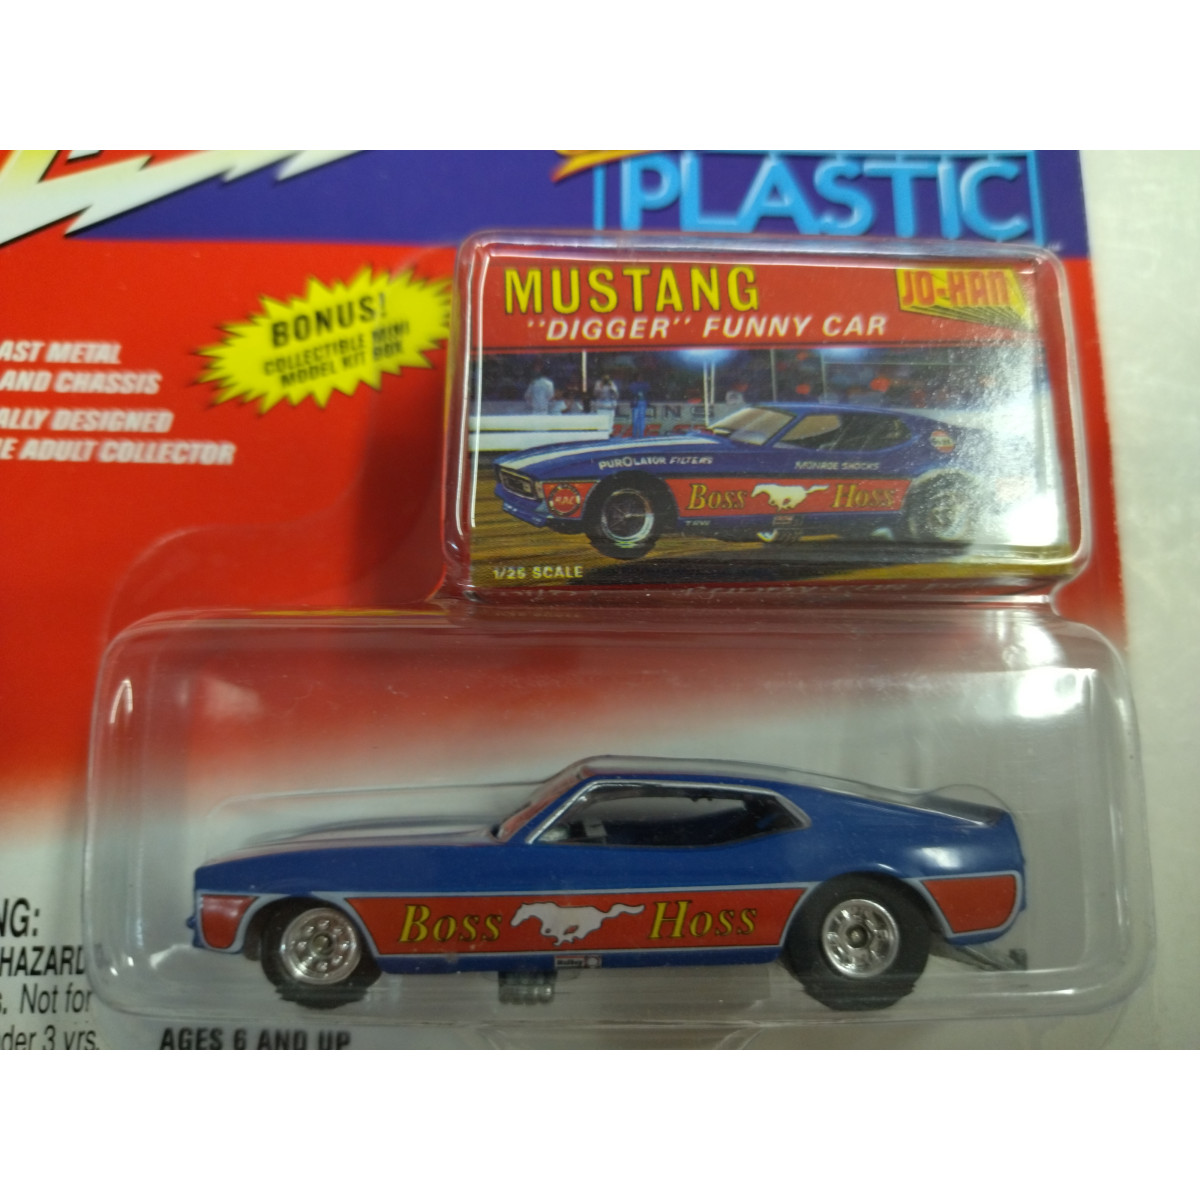 PLASTIC
MUSTANG
"DIGGER" FUNNY CAR
JO-HAN
BONUS!
COLLECTIBLE MINI
MODEL KIT BOX
AST METAL
AND CHASSIS
ALLY DESIGNED
E ADULT COLLECTOR
PUROLATOR FILTERS
MONROE SHOCKS
Boss Hoss
1/25 SCALE
Boss Hoss
NG:
HAZARD
s. Not for
der 3 yrs.
AGES 6 AND UP